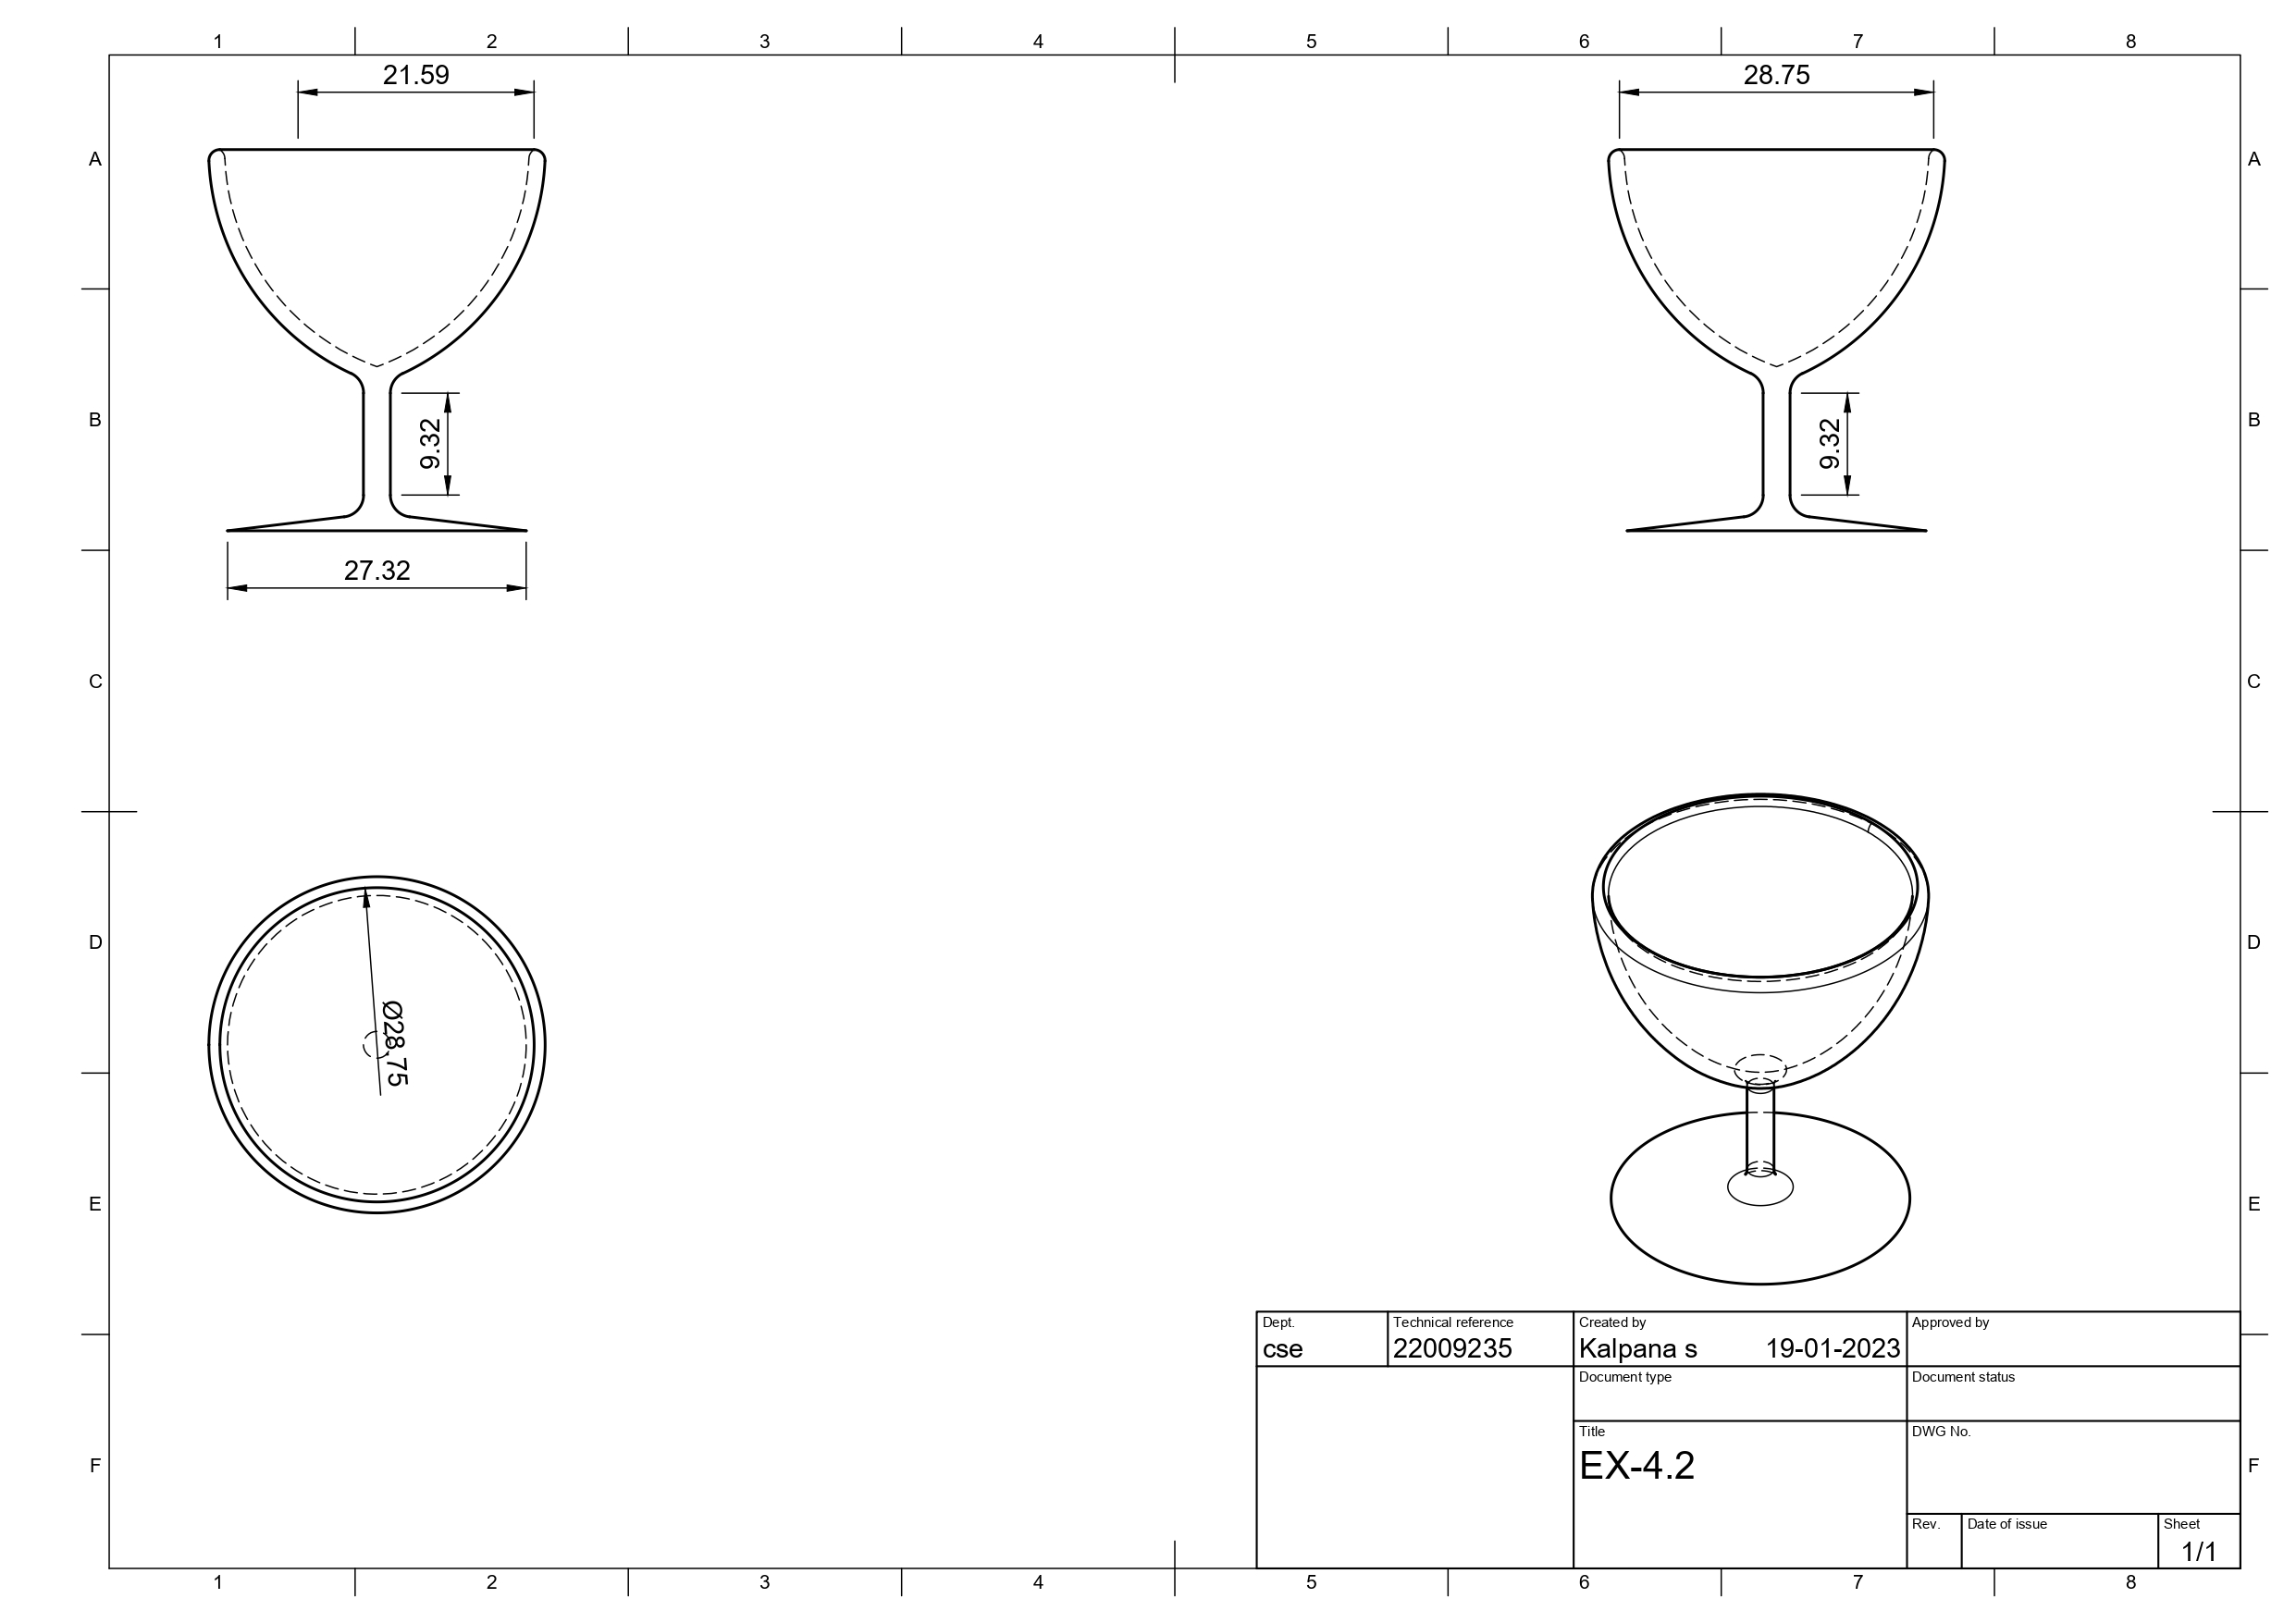 1 2 3 4 5 6 7 8
21.59 28.75
A A
9.32 9.32
B B
27.32
C C
D D
Ø28.75
E E
Dept. Technical reference Created by Approved by
cse 22009235 Kalpana s 19-01-2023
Document type Document status
Title DWG No.
EX-4.2
F F
Rev. Date of issue Sheet
1/1
1 2 3 4 5 6 7 8